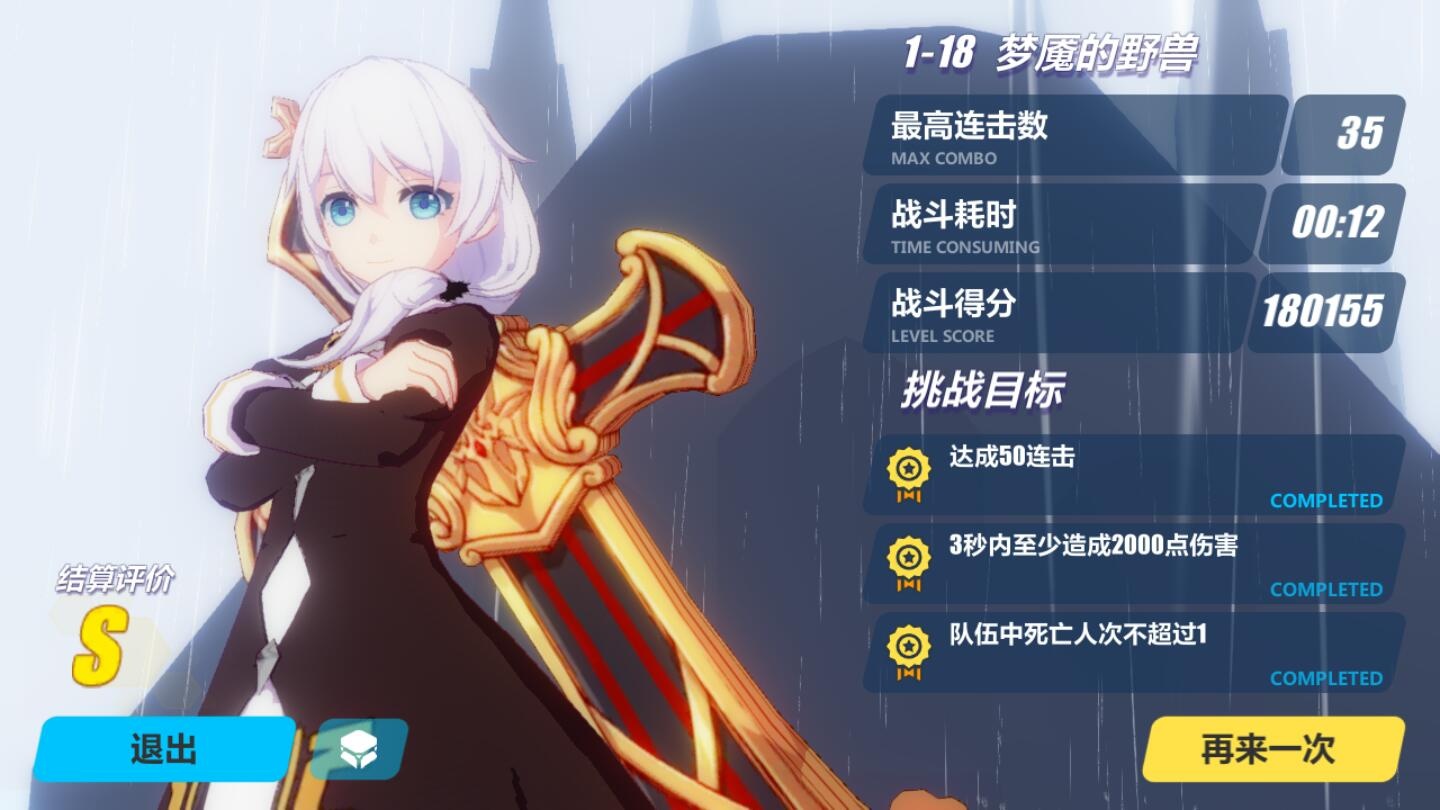 1-18 梦魇的野兽
最高连击数
MAX COMBO
35
战斗耗时
TIME CONSUMING
00:12
战斗得分
LEVEL SCORE
180155
挑战目标
达成50连击
COMPLETED
3秒内至少造成2000点伤害
COMPLETED
队伍中死亡人次不超过1
COMPLETED
结算评价
S
退出
再来一次